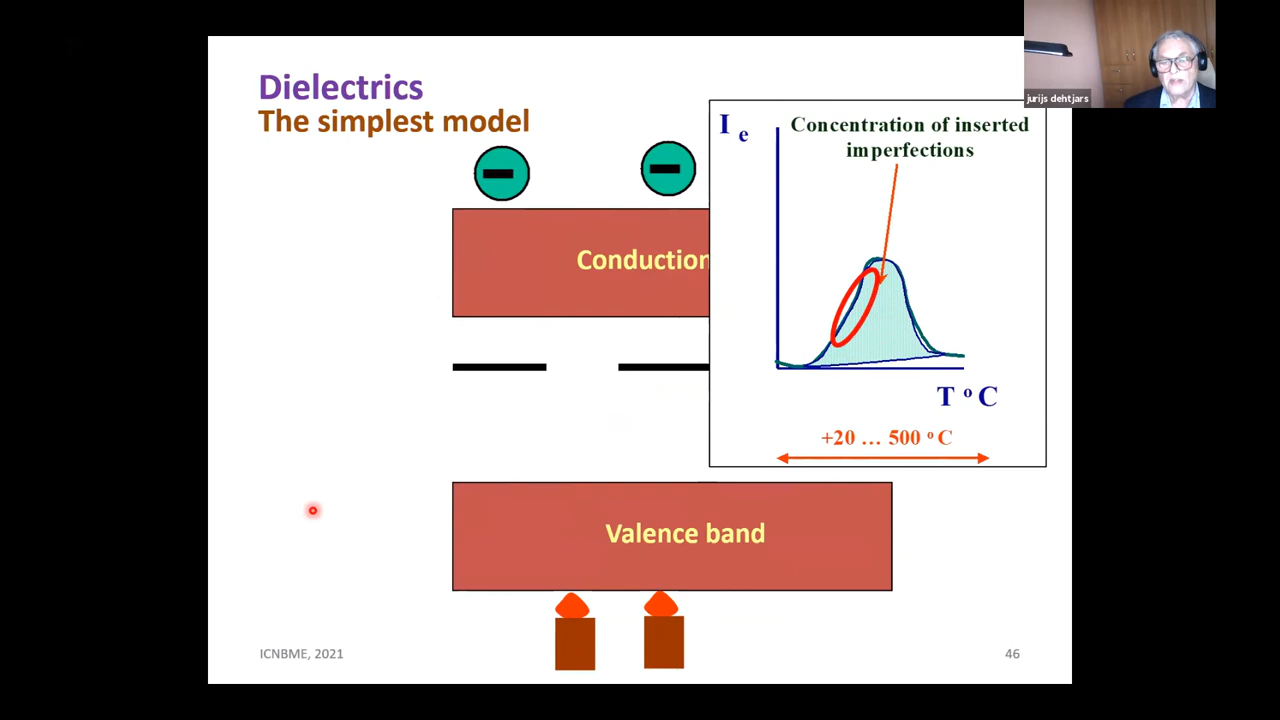 Dielectrics
The simplest model
jurijs dehtjars
I e
Concentration of inserted
imperfections
Conduction
T o C
+20 … 500 o C
Valence band
ICNBME, 2021
46